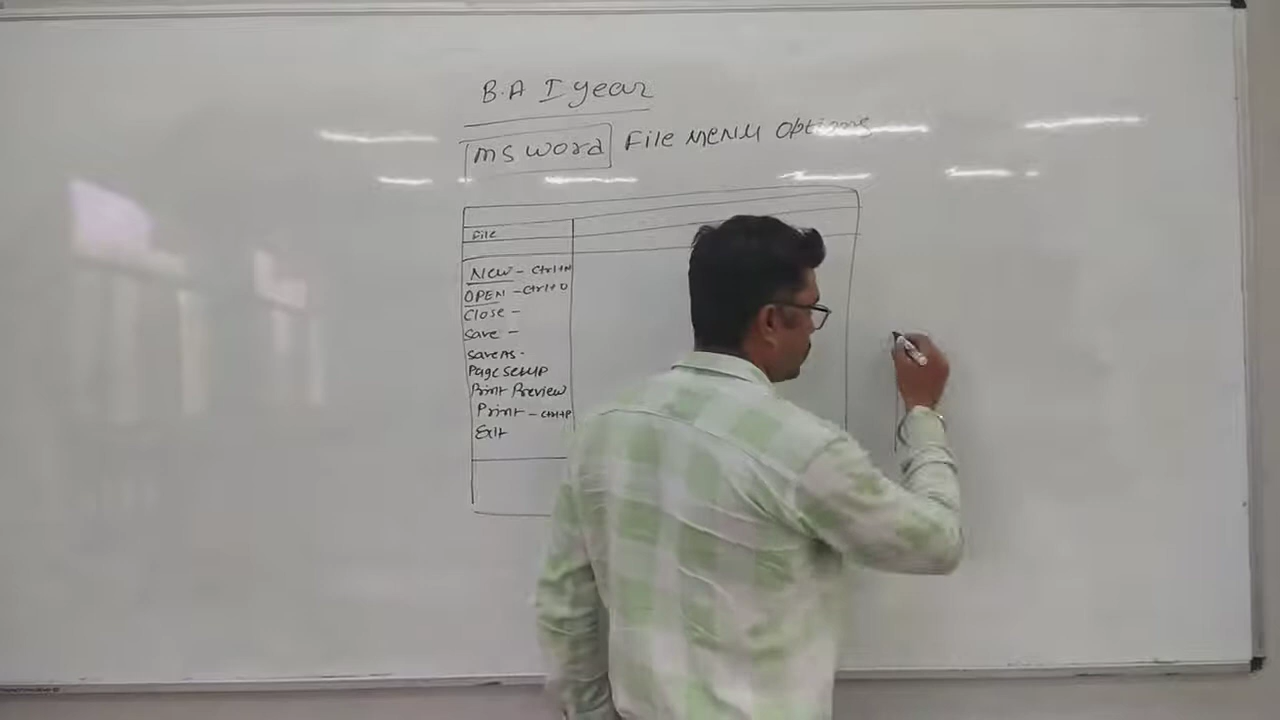 B.A I year
MS WORD File MENU Options
File
New - Ctrl+N
OPEN - Ctrl+O
Close -
Save -
Save As -
Page Setup
Print Preview
Print - Ctrl+P
Exit